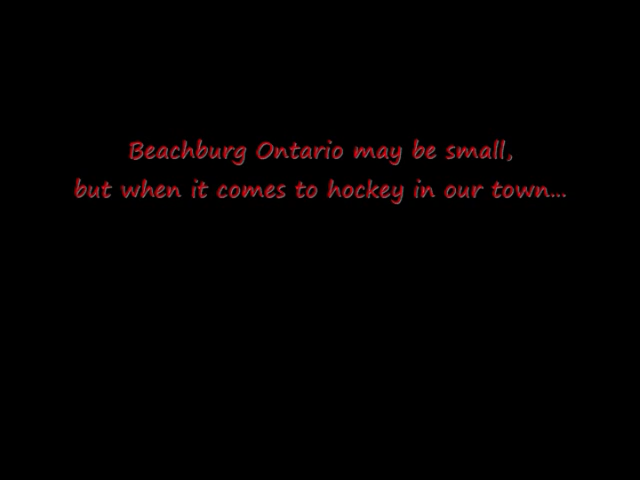 Beachburg Ontario may be small,
but when it comes to hockey in our town...